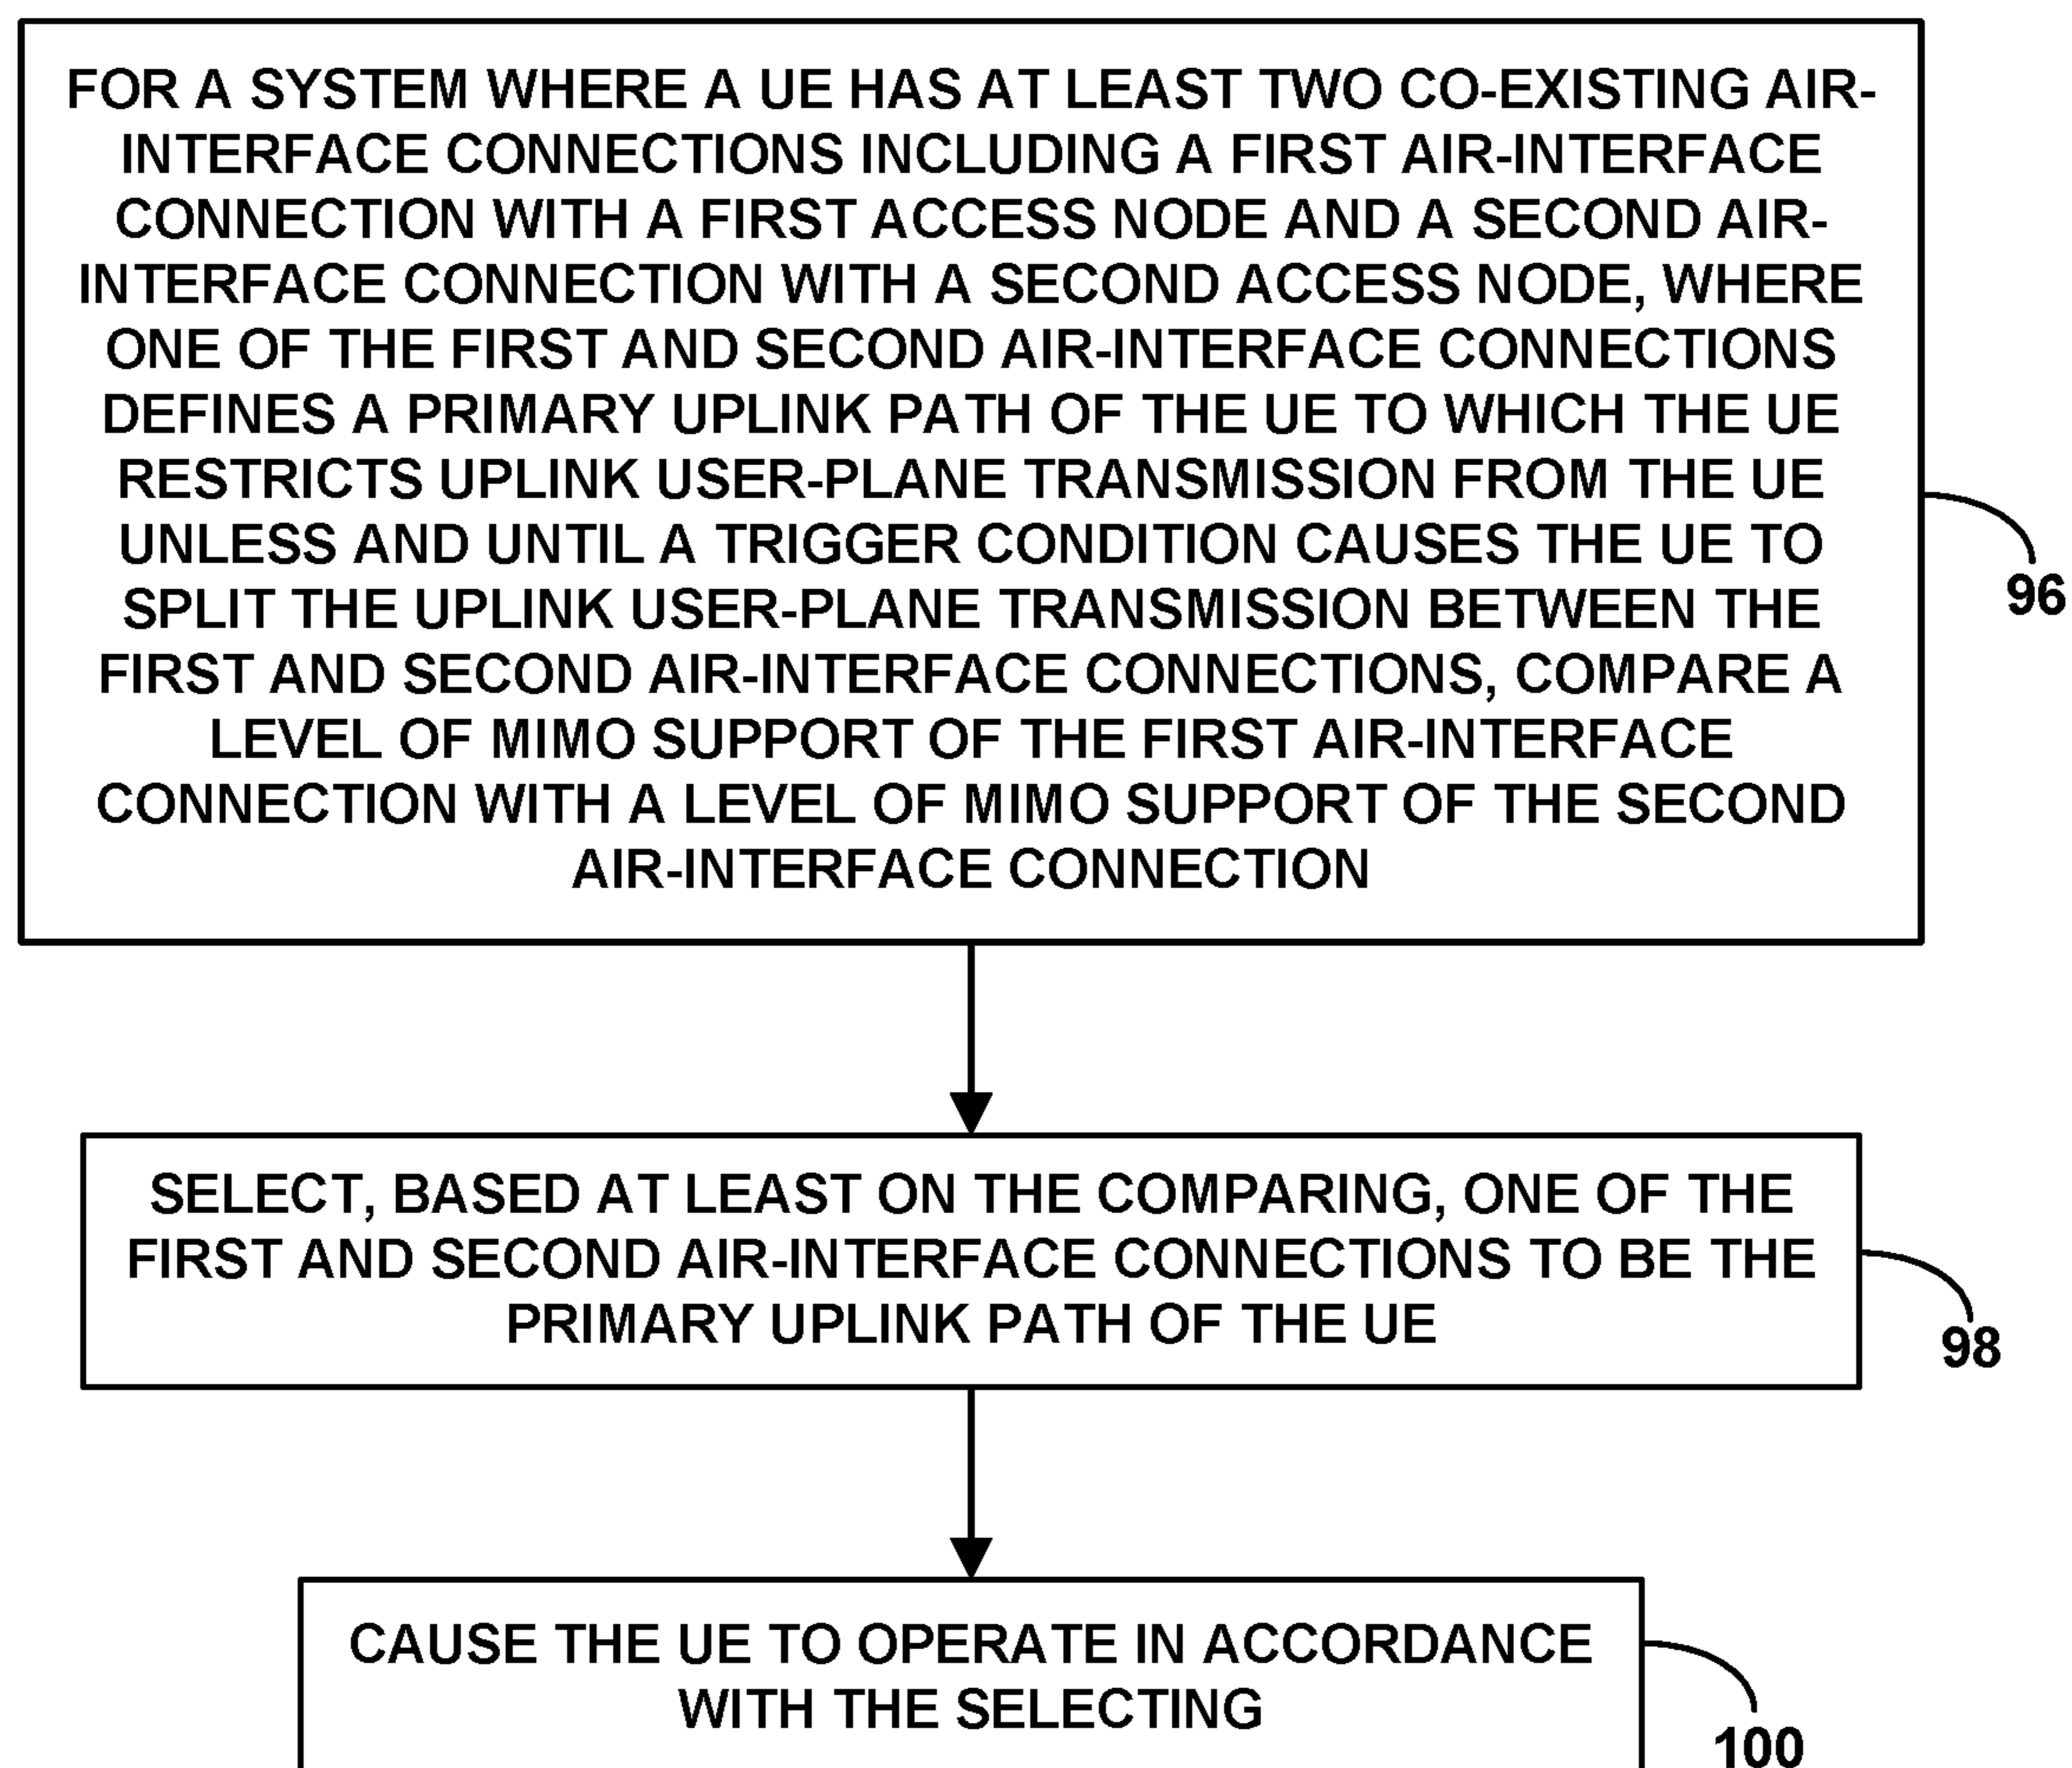 FOR A SYSTEM WHERE A UE HAS AT LEAST TWO CO-EXISTING AIR-
INTERFACE CONNECTIONS INCLUDING A FIRST AIR-INTERFACE
CONNECTION WITH A FIRST ACCESS NODE AND A SECOND AIR-
INTERFACE CONNECTION WITH A SECOND ACCESS NODE, WHERE
ONE OF THE FIRST AND SECOND AIR-INTERFACE CONNECTIONS
DEFINES A PRIMARY UPLINK PATH OF THE UE TO WHICH THE UE
RESTRICTS UPLINK USER-PLANE TRANSMISSION FROM THE UE
UNLESS AND UNTIL A TRIGGER CONDITION CAUSES THE UE TO
SPLIT THE UPLINK USER-PLANE TRANSMISSION BETWEEN THE
FIRST AND SECOND AIR-INTERFACE CONNECTIONS, COMPARE A
LEVEL OF MIMO SUPPORT OF THE FIRST AIR-INTERFACE
CONNECTION WITH A LEVEL OF MIMO SUPPORT OF THE SECOND
AIR-INTERFACE CONNECTION
96
SELECT, BASED AT LEAST ON THE COMPARING, ONE OF THE
FIRST AND SECOND AIR-INTERFACE CONNECTIONS TO BE THE
PRIMARY UPLINK PATH OF THE UE
98
CAUSE THE UE TO OPERATE IN ACCORDANCE
WITH THE SELECTING
100